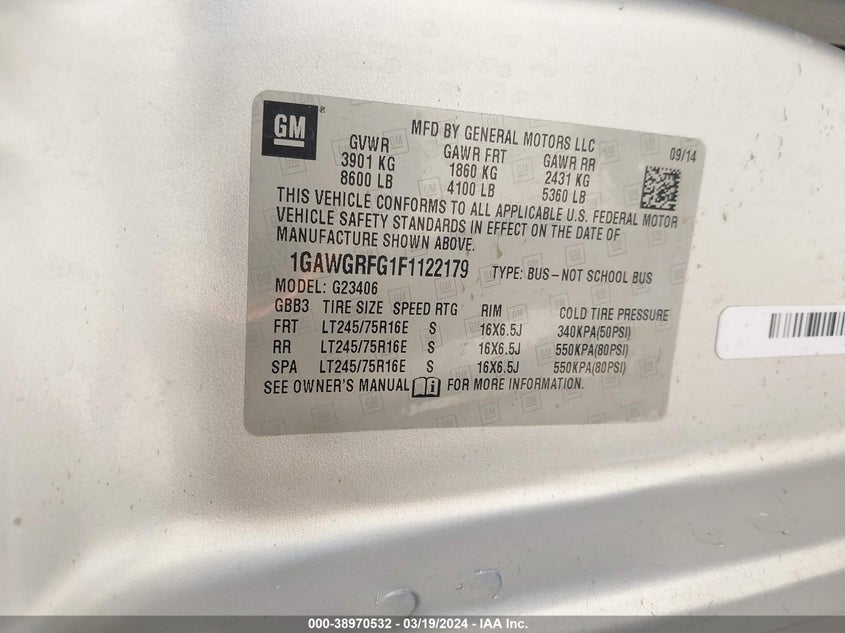 GM ®
MFD BY GENERAL MOTORS LLC
GVWR GAWR FRT GAWR RR 09/14
3901 KG 1860 KG 2431 KG
8600 LB 4100 LB 5360 LB
THIS VEHICLE CONFORMS TO ALL APPLICABLE U.S. FEDERAL MOTOR
VEHICLE SAFETY STANDARDS IN EFFECT ON THE DATE OF
MANUFACTURE SHOWN ABOVE.
1GAWGRFG1F1122179 TYPE: BUS-NOT SCHOOL BUS
MODEL: G23406
GBB3 TIRE SIZE SPEED RTG RIM COLD TIRE PRESSURE
FRT LT245/75R16E S 16X6.5J 340KPA(50PSI)
RR LT245/75R16E S 16X6.5J 550KPA(80PSI)
SPA LT245/75R16E S 16X6.5J 550KPA(80PSI)
SEE OWNER'S MANUAL FOR MORE INFORMATION.
000-38970532 - 03/19/2024 - IAA Inc.